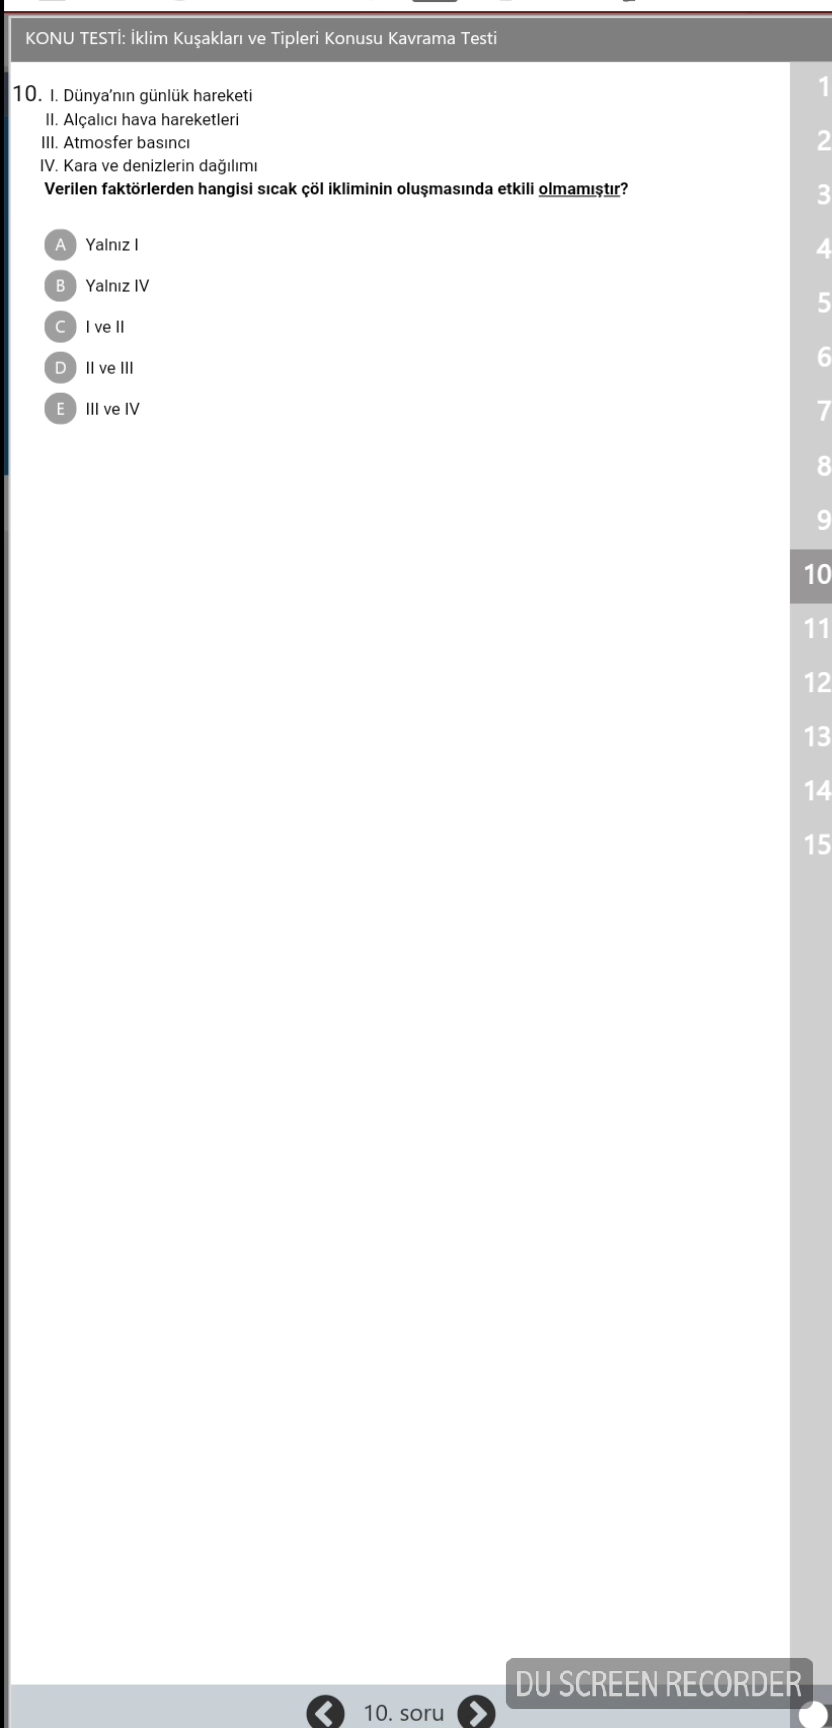 KONU TESTİ: İklim Kuşakları ve Tipleri Konusu Kavrama Testi
10. I. Dünya'nın günlük hareketi
II. Alçalıcı hava hareketleri
III. Atmosfer basıncı
IV. Kara ve denizlerin dağılımı
Verilen faktörlerden hangisi sıcak çöl ikliminin oluşmasında etkili olmamıştır?
A Yalnız I
B Yalnız IV
C I ve II
D II ve III
E III ve IV
1
2
3
4
5
6
7
8
9
10
11
12
13
14
15
DU SCREEN RECORDER
10. soru